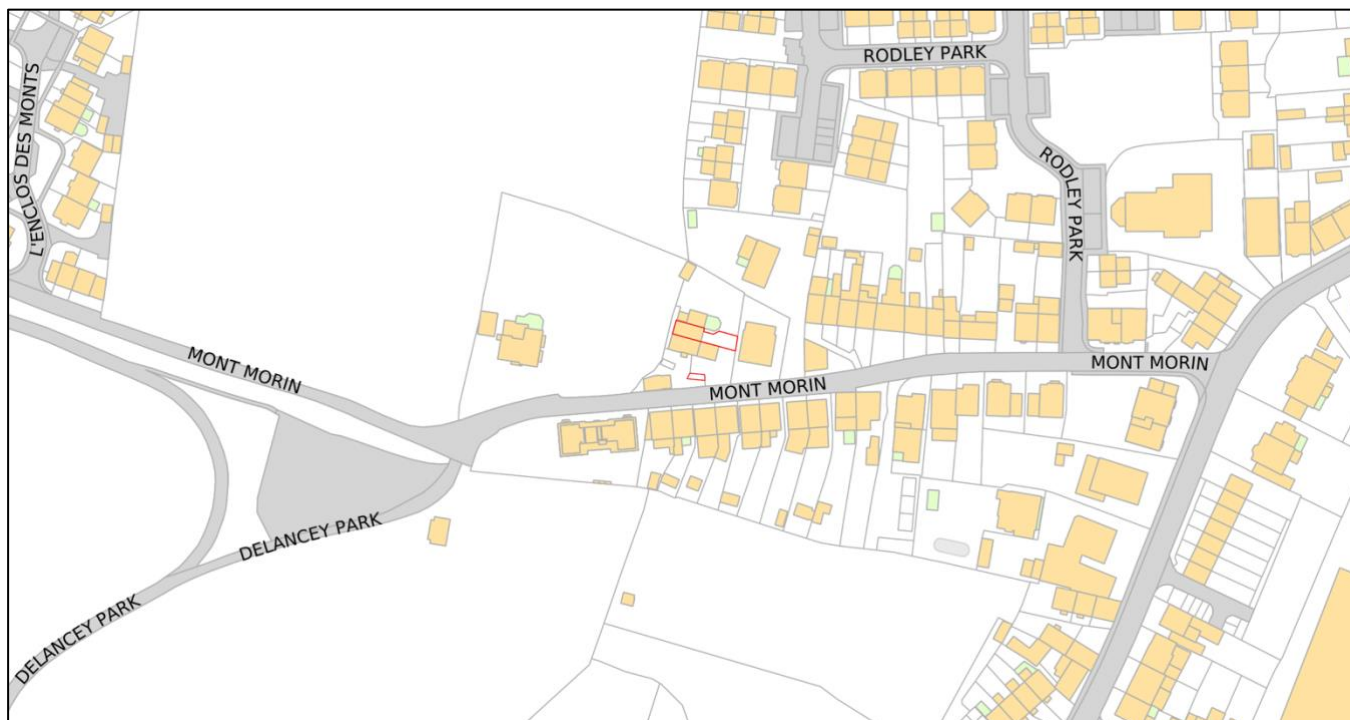 RODLEY PARK
L'ENCLOS DES MONTS
RODLEY PARK
MONT MORIN
MONT MORIN
MONT MORIN
DELANCEY PARK
DELANCEY PARK